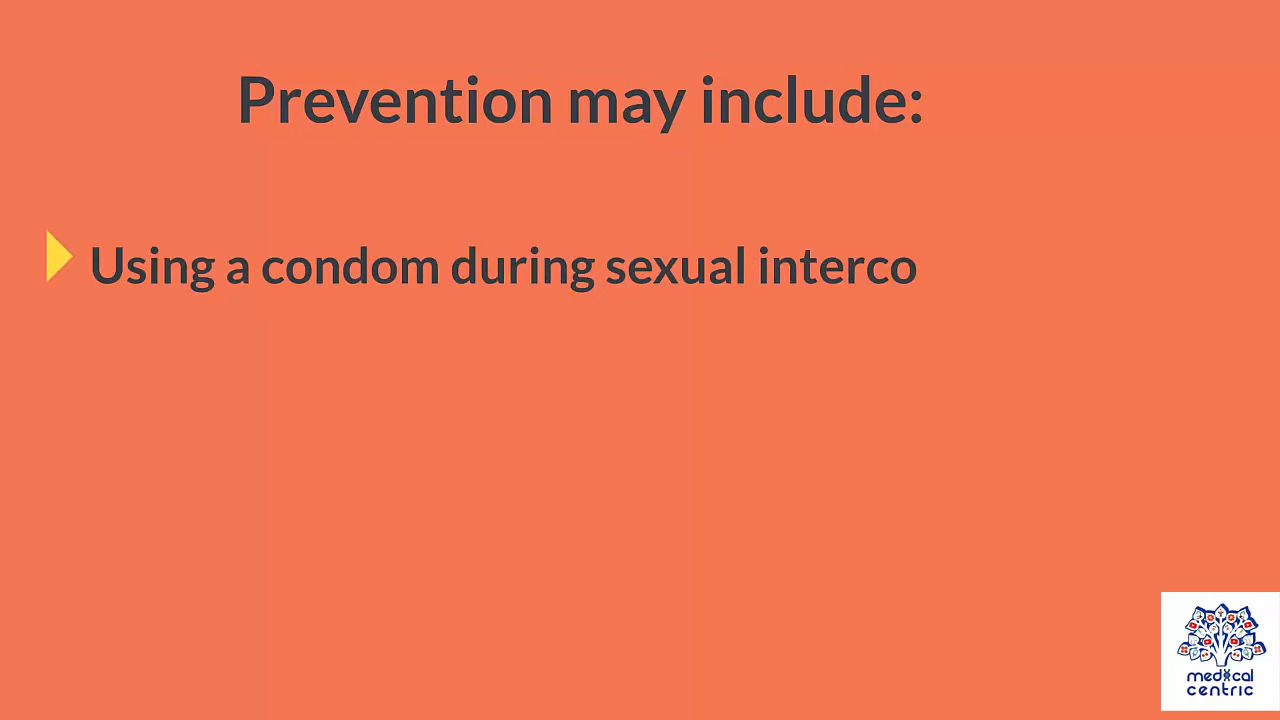 Prevention may include:
Using a condom during sexual interco
medical
centric